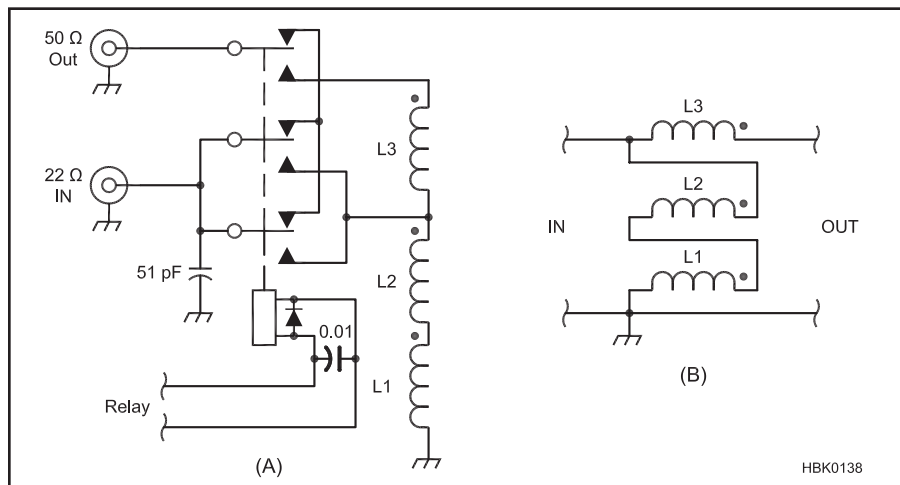 50 Ω
Out
22 Ω
IN
51 pF
0.01
Relay
L3
L2
L1
(A)
L3
L2
L1
IN
OUT
(B)
HBK0138